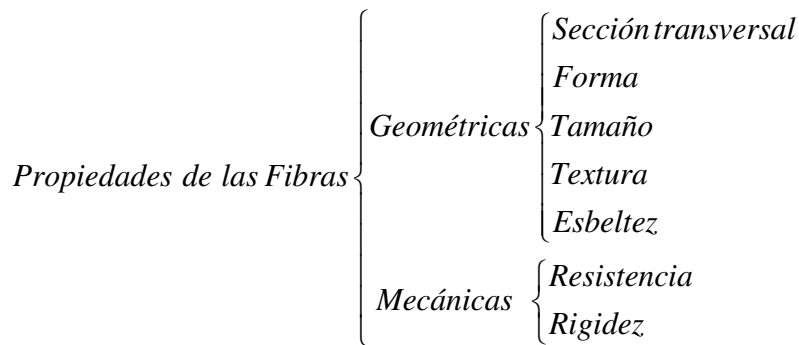 Propiedades de las Fibras
Geométricas
Sección transversal
Forma
Tamaño
Textura
Esbeltez
Mecánicas
Resistencia
Rigidez